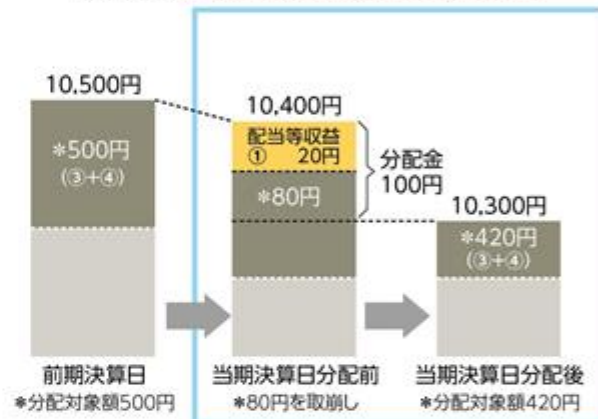 10,500円
*500円
(③+④)
10,400円
配当等収益
① 20円
*80円
分配金
100円
10,300円
*420円
(③+④)
前期決算日
*分配対象額500円
当期決算日分配前
*80円を取崩し
当期決算日分配後
*分配対象額420円